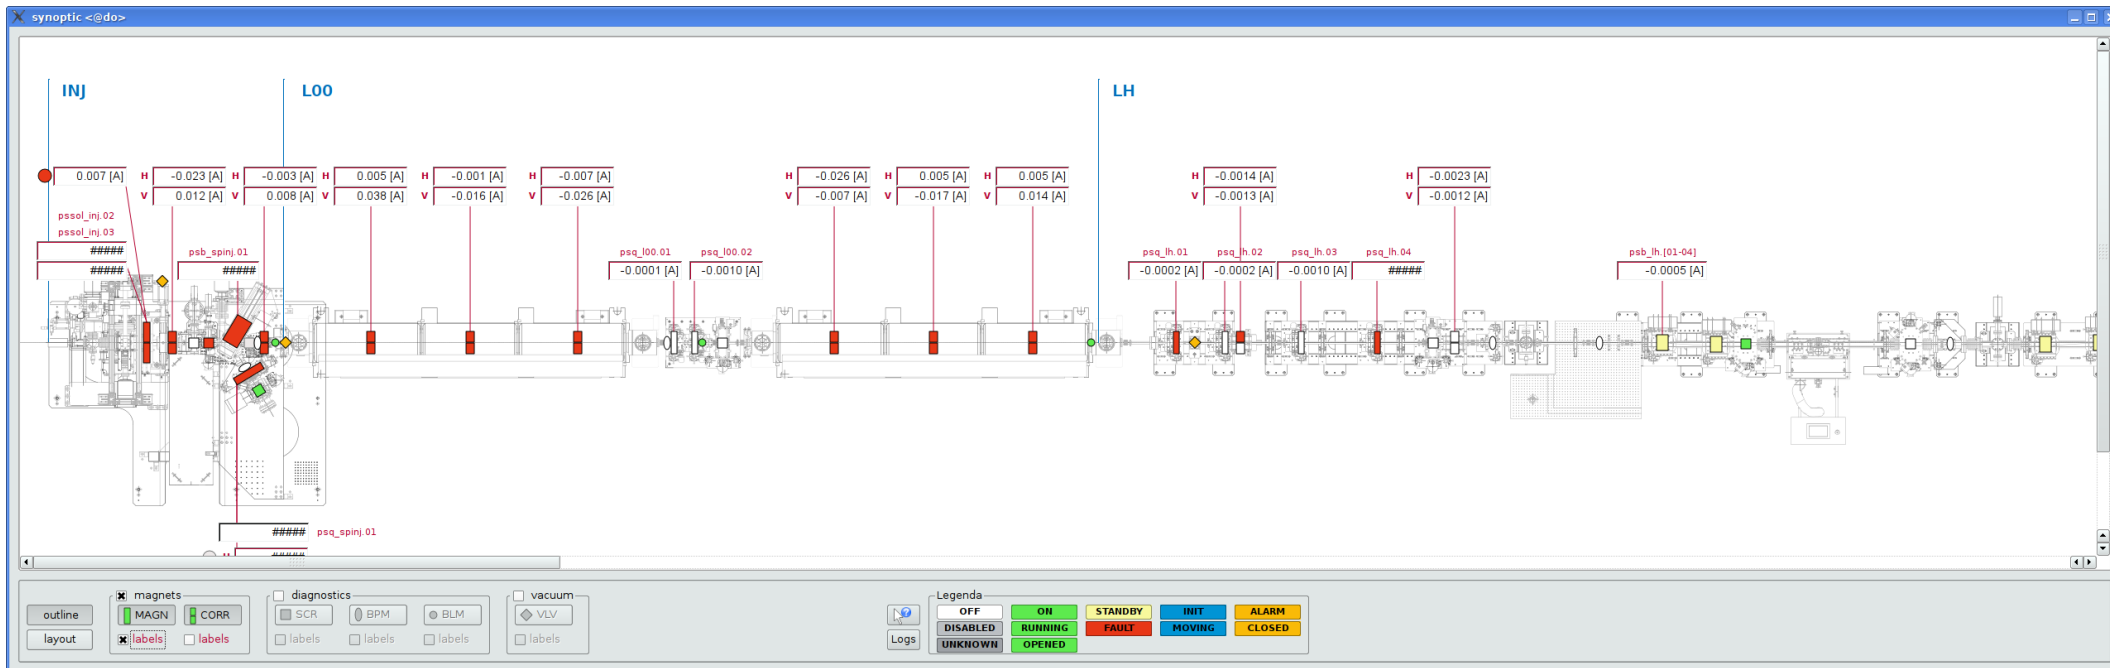 synoptic <@do>
INJ
L00
LH
0.007 [A]
H -0.023 [A]
H -0.003 [A]
H 0.005 [A]
H -0.001 [A]
H -0.007 [A]
H -0.026 [A]
H 0.005 [A]
H 0.005 [A]
H -0.0014 [A]
H -0.0023 [A]
V 0.012 [A]
V 0.008 [A]
V 0.038 [A]
V -0.016 [A]
V -0.026 [A]
V -0.007 [A]
V -0.017 [A]
V 0.014 [A]
V -0.0013 [A]
V -0.0012 [A]
pssol_inj.02
pssol_inj.03
#####
#####
psb_spinj.01
#####
psq_l00.01
-0.0001 [A]
psq_l00.02
-0.0010 [A]
psq_lh.01
-0.0002 [A]
psq_lh.02
-0.0002 [A]
psq_lh.03
-0.0010 [A]
psq_lh.04
#####
psb_lh.[01-04]
-0.0005 [A]
##### psq_spinj.01
H #####
outline
layout
magnets
MAGN
CORR
labels
labels
diagnostics
SCR
BPM
BLM
labels
labels
labels
vacuum
VLV
labels
Logs
Legenda
OFF ON STANDBY INIT ALARM
DISABLED RUNNING FAULT MOVING CLOSED
UNKNOWN OPENED